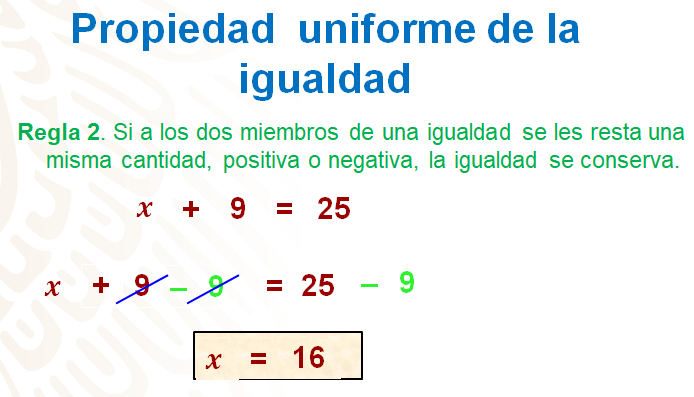 Propiedad uniforme de la
igualdad
Regla 2. Si a los dos miembros de una igualdad se les resta una
misma cantidad, positiva o negativa, la igualdad se conserva.
x + 9 = 25
x + 9 – 9 = 25 – 9
x = 16